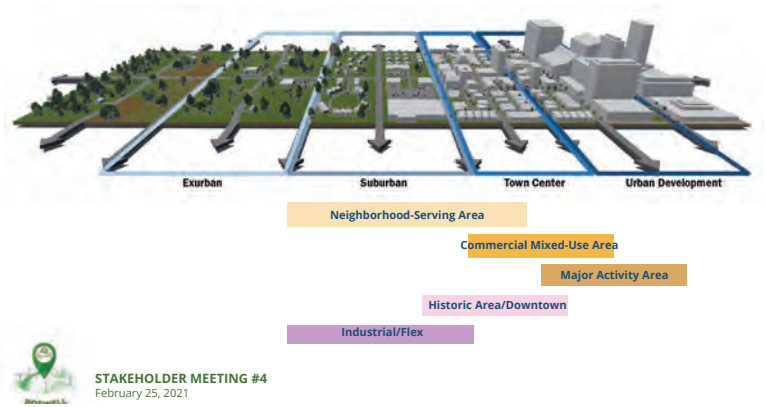 Exurban
Suburban
Town Center
Urban Development
Neighborhood-Serving Area
Commercial Mixed-Use Area
Major Activity Area
Historic Area/Downtown
Industrial/Flex
STAKEHOLDER MEETING #4
February 25, 2021
ROSWELL